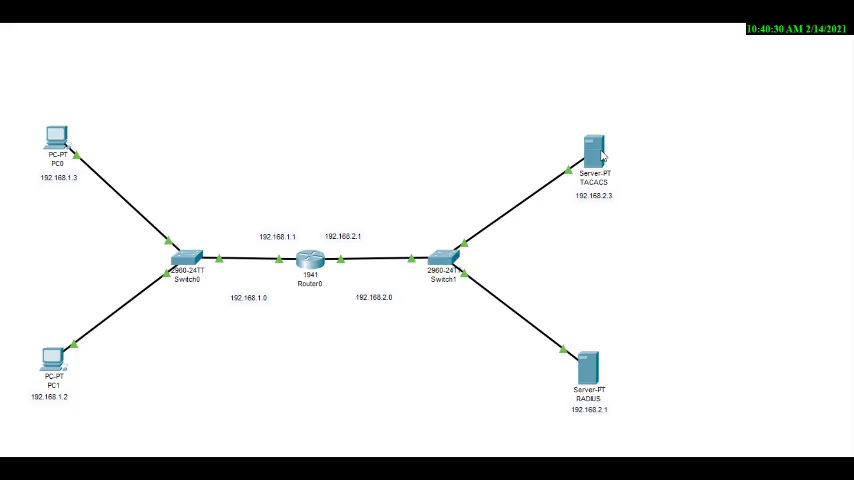 10:40:30 AM 2/14/2021
PC-PT
PC0
192.168.1.3
Server-PT
TACACS
192.168.2.3
192.168.1.1
192.168.2.1
2960-24TT
Switch0
1941
Router0
2960-24TT
Switch1
192.168.1.0
192.168.2.0
PC-PT
PC1
192.168.1.2
Server-PT
RADIUS
192.168.2.1